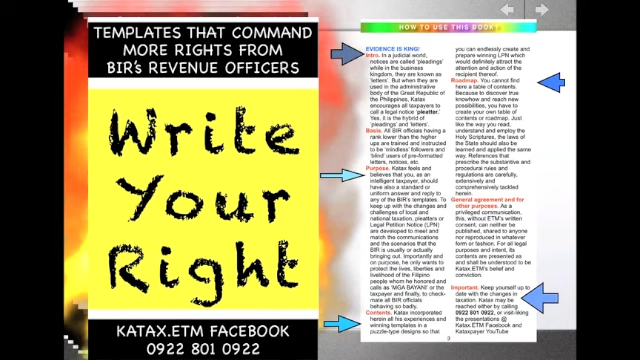 TEMPLATES THAT COMMAND
MORE RIGHTS FROM
BIR'S REVENUE OFFICERS
Write
Your
Right
KATAX.ETM FACEBOOK
0922 801 0922
HOW TO USE THIS BOOK?
EVIDENCE IS KING!
Intro. In a judicial world,
notices are called 'pleadings'
while in the business
kingdom, they are known as
'letters'. But when they are
used in the administrative
body of the Great Republic of
the Philippines, Katax
encourages all taxpayers to
call a legal notice 'pleatter.'
Yes, it is the hybrid of
'pleadings' and 'letters'.
Basis. All BIR officials having a
rank lower than the higher
ups are trained and instructed
to be 'mindless' followers and
'blind' users of pre-formatted
letters, notices, etc.
Purpose. Katax feels and
believes that you, as an
intelligent taxpayer, should
have also a standard or
uniform answer and reply to
any of the BIR's templates. To
keep up with the changes and
challenges of local and
national taxation, pleatters or
Legal Petition Notice (LPN)
are developed to meet and
match the communications
and the scenarios that the
BIR is usually or actually
bringing out. Importantly and
on purpose, he only wants to
protect the lives, liberties and
livelihood of the Filipino
people whom he honored and
calls as 'MGA BAYANI' or the
taxpayer and finally, to check-
mate all BIR officials
behaving so badly.
Contents. Katax incorporated
herein all his experiences and
winning templates in a
puzzle-type designs so that
you can endlessly create and
prepare winning LPN which
would definitely attract the
attention and action of the
recipient thereof.
Roadmap. You cannot find
here a table of contents.
Because to discover true
knowhow and reach new
possibilities, you have to
create your own table of
contents or roadmap. Just
like the way you read,
understand and employ the
Holy Scriptures, the laws of
the State should also be
learned and applied the same
way. References that
prescribe the substantive and
procedural rules and
regulations are carefully,
extensively and
comprehensively tackled
herein.
General agreement and for
other purposes. As a
privileged communication,
this, without ETM's written
consent, can neither be
published, shared to anyone
nor reproduced in whatever
form or fashion. For all legal
purposes and intent, its
contents are presented as
and shall be understood to be
Katax.ETM's belief and
conviction.
Important. Keep yourself up to
date with the changes in
taxation. Katax may be
reached either by calling
0922 801 0922, or visit-liking
the presentations @
Katax.ETM Facebook and
Kataxpayer YouTube